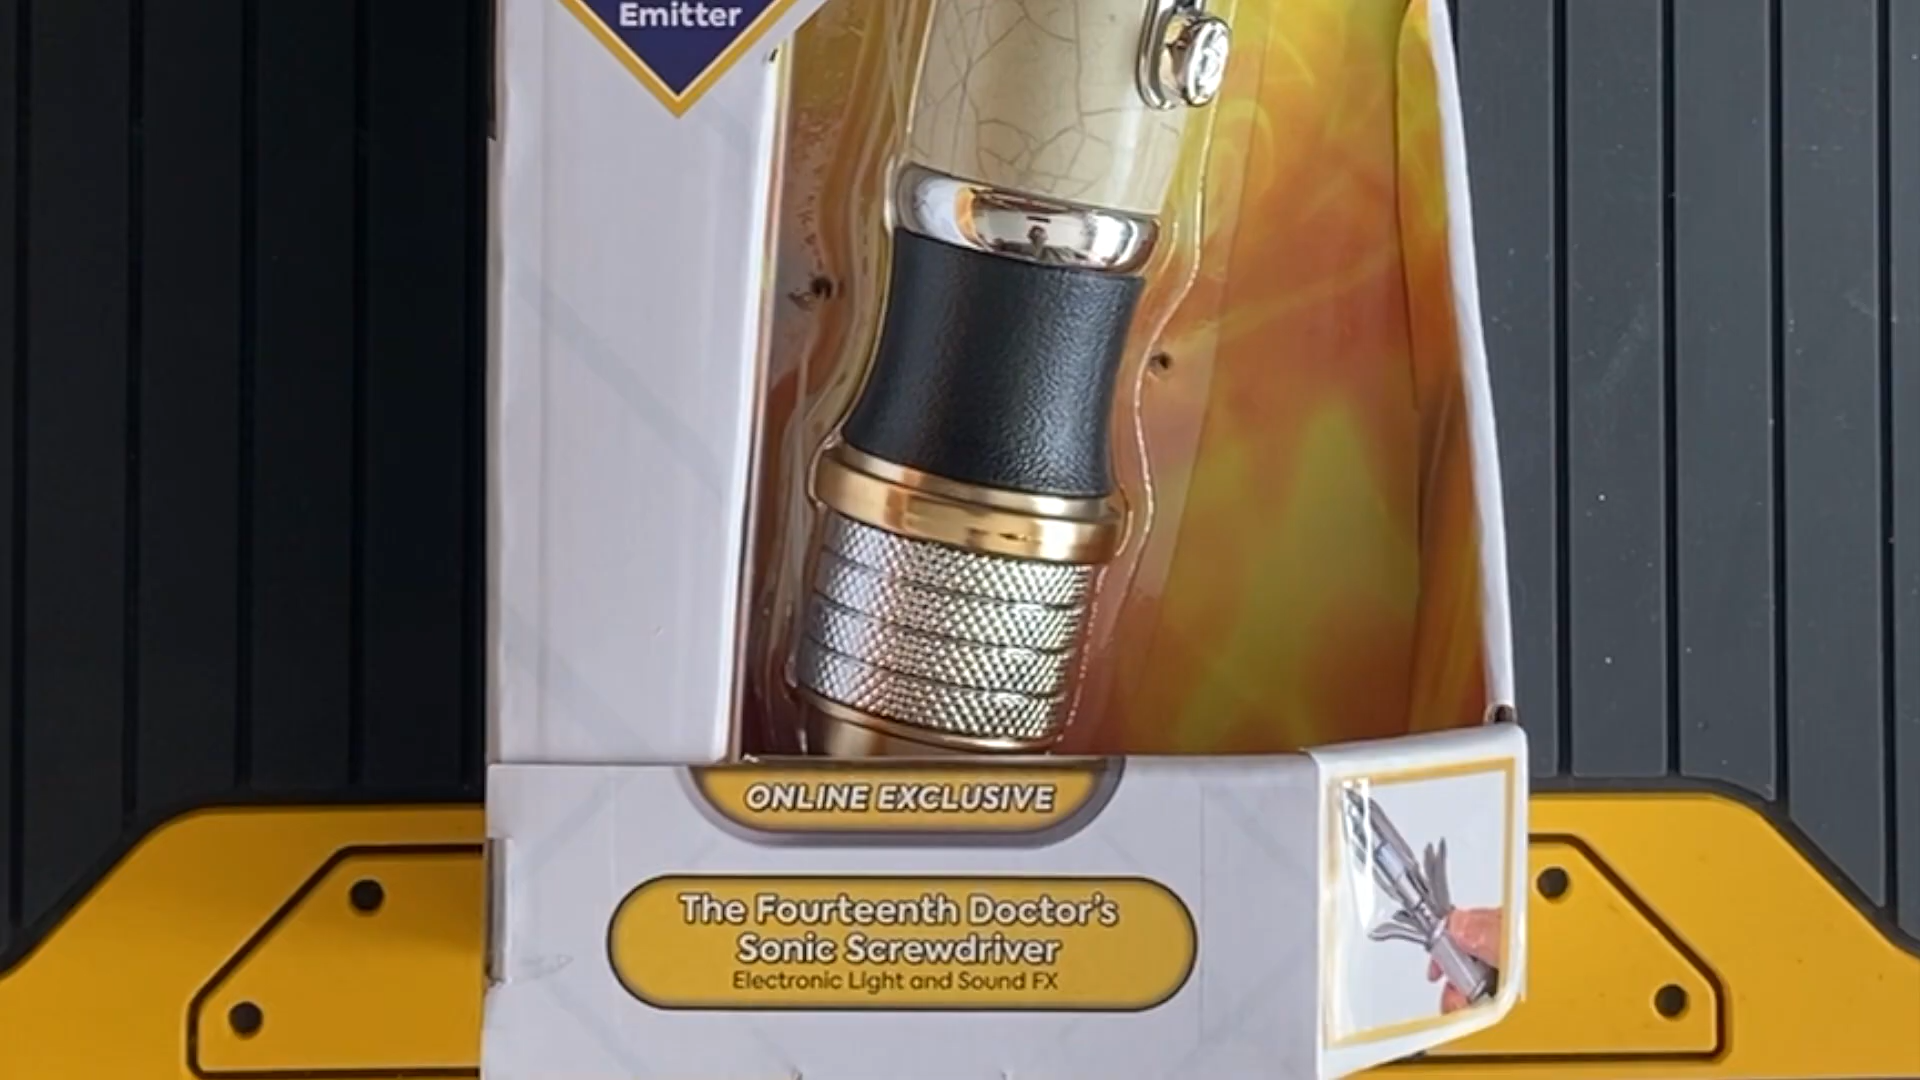 Emitter
ONLINE EXCLUSIVE
The Fourteenth Doctor's
Sonic Screwdriver
Electronic Light and Sound FX